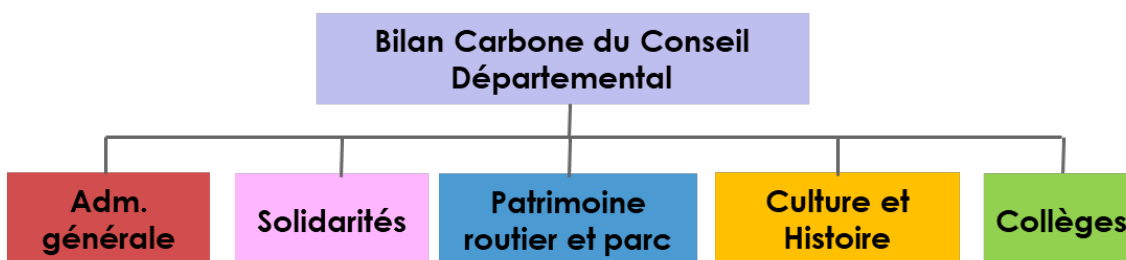 Bilan Carbone du Conseil
Départemental
Adm.
générale
Solidarités
Patrimoine
routier et parc
Culture et
Histoire
Collèges